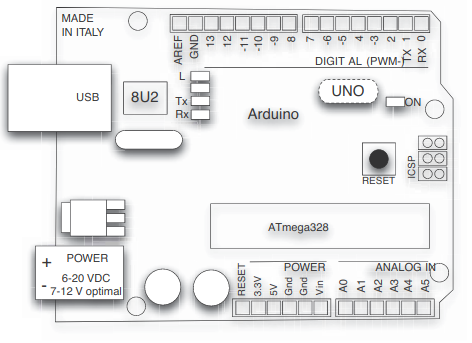 MADE
IN ITALY
AREF
GND
13
12
-11
-10
-9
8
7
-6
-5
4
-3
2
TX 1
RX 0
DIGIT AL (PWM-)
L
USB
8U2
Tx
Rx
Arduino
UNO
ON
RESET
ICSP
ATmega328
POWER
6-20 VDC
7-12 V optimal
+
-
POWER
ANALOG IN
RESET
3.3V
5V
Gnd
Gnd
Vin
A0
A1
A2
A3
A4
A5